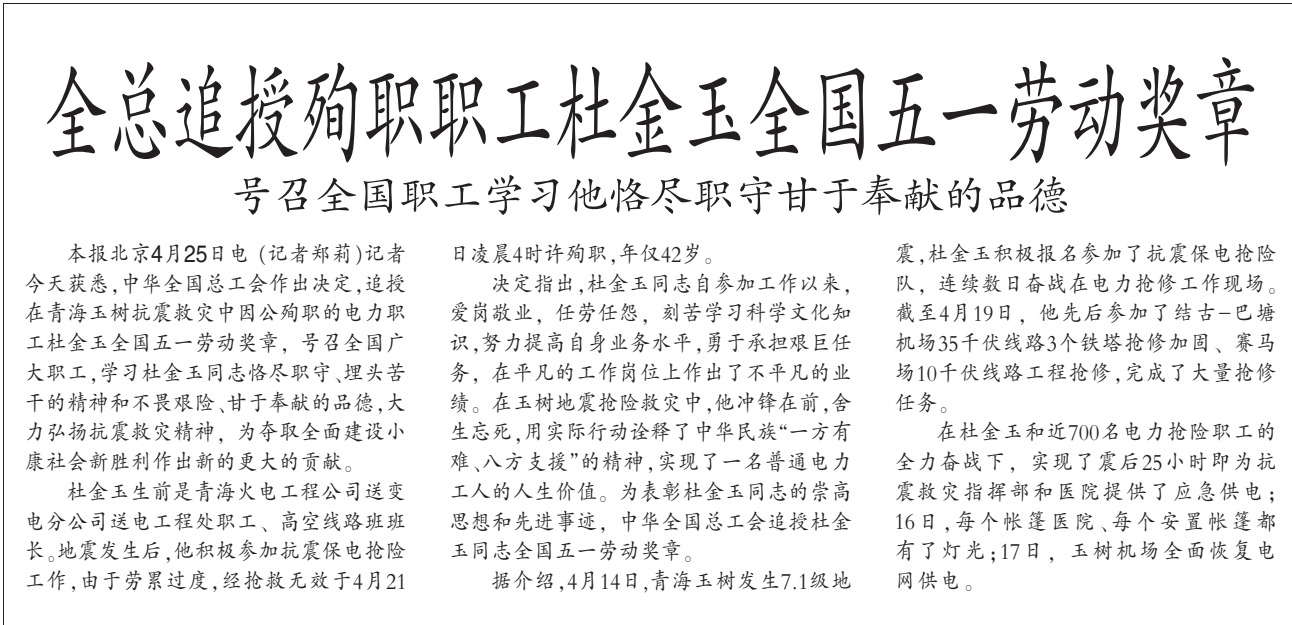 全总追授殉职职工杜金玉全国五一劳动奖章
号召全国职工学习他恪尽职守甘于奉献的品德
本报北京4月25日电（记者郑莉）记者
今天获悉，中华全国总工会作出决定，追授
在青海玉树抗震救灾中因公殉职的电力职
工杜金玉全国五一劳动奖章，号召全国广
大职工，学习杜金玉同志恪尽职守、埋头苦
干的精神和不畏艰险、甘于奉献的品德，大
力弘扬抗震救灾精神，为夺取全面建设小
康社会新胜利作出新的更大的贡献。
杜金玉生前是青海火电工程公司送变
电分公司送电工程处职工、高空线路班班
长。地震发生后，他积极参加抗震保电抢险
工作，由于劳累过度，经抢救无效于4月21
日凌晨4时许殉职，年仅42岁。
决定指出，杜金玉同志自参加工作以来，
爱岗敬业，任劳任怨，刻苦学习科学文化知
识，努力提高自身业务水平，勇于承担艰巨任
务，在平凡的工作岗位上作出了不平凡的业
绩。在玉树地震抢险救灾中，他冲锋在前，舍
生忘死，用实际行动诠释了中华民族“一方有
难、八方支援”的精神，实现了一名普通电力
工人的人生价值。为表彰杜金玉同志的崇高
思想和先进事迹，中华全国总工会追授杜金
玉同志全国五一劳动奖章。
据介绍，4月14日，青海玉树发生7.1级地
震，杜金玉积极报名参加了抗震保电抢险
队，连续数日奋战在电力抢修工作现场。
截至4月19日，他先后参加了结古—巴塘
机场35千伏线路3个铁塔抢修加固、赛马
场10千伏线路工程抢修，完成了大量抢修
任务。
在杜金玉和近700名电力抢险职工的
全力奋战下，实现了震后25小时即为抗
震救灾指挥部和医院提供了应急供电；
16日，每个帐篷医院、每个安置帐篷都
有了灯光；17日，玉树机场全面恢复电
网供电。